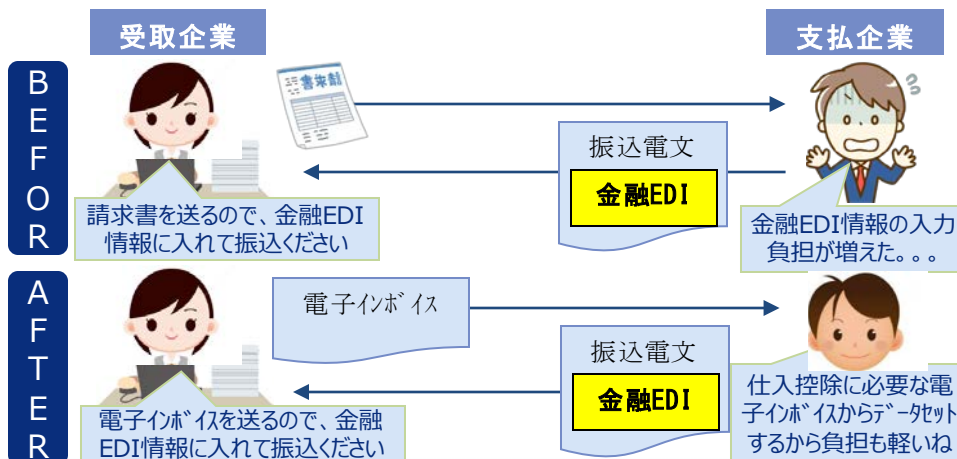 受取企業
支払企業
BEFOR
請求書
振込電文
金融EDI
請求書を送るので、金融EDI
情報に入れて振込ください
金融EDI情報の入力
負担が増えた。。。
AFTER
電子インボイス
振込電文
金融EDI
電子インボイスを送るので、金融
EDI情報に入れて振込ください
仕入控除に必要な電
子インボイスからデータセット
するから負担も軽いね